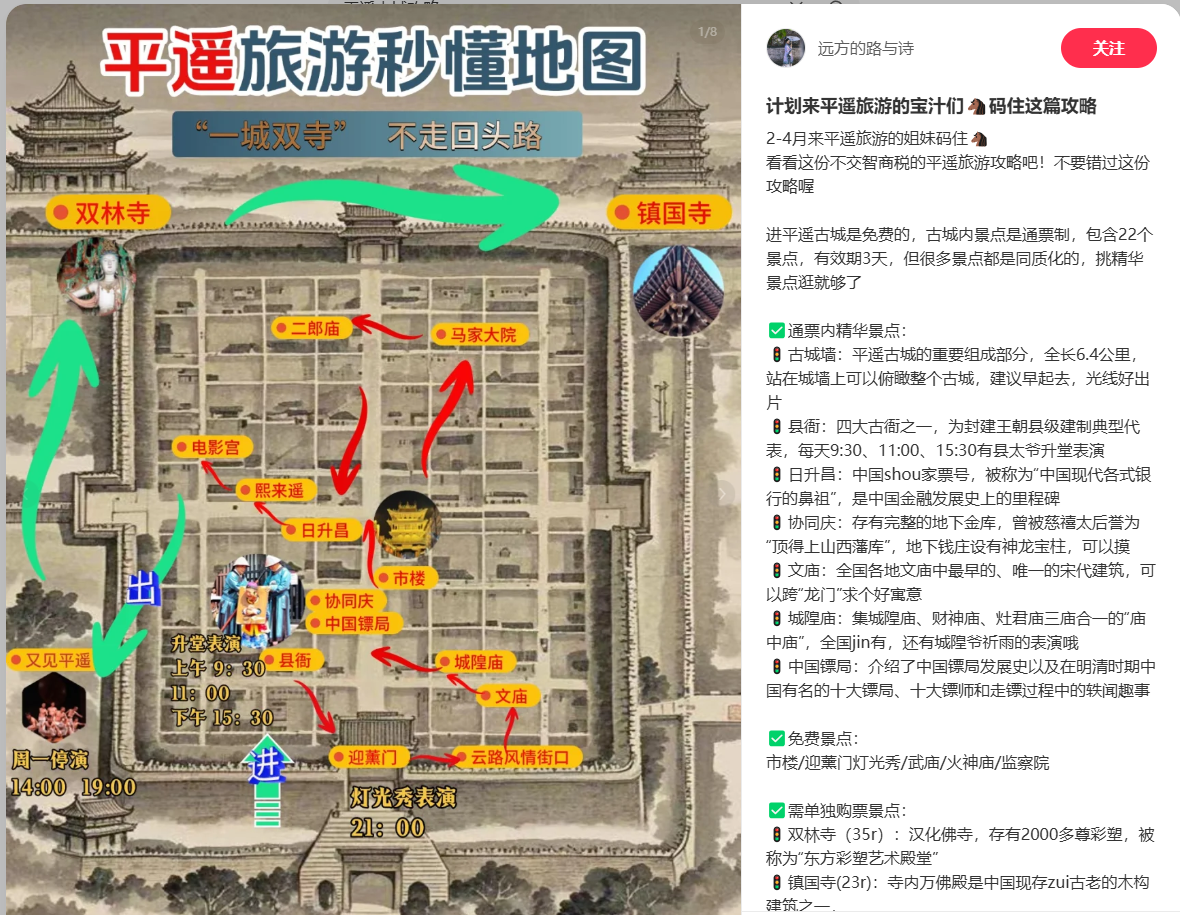 平遥旅游秒懂地图
1/8
“一城双寺” 不走回头路
双林寺
镇国寺
二郎庙
马家大院
电影宫
熙来遥
日升昌
市楼
协同庆
中国镖局
出
升堂表演
上午 9：30
11：00
下午 15：30
县衙
城隍庙
文庙
又见平遥
周一停演
14:00 19:00
进
迎薰门
云路风情街口
灯光秀表演
21：00
远方的路与诗
关注
计划来平遥旅游的宝汁们🐴码住这篇攻略
2-4月来平遥旅游的姐妹码住🐴
看看这份不交智商税的平遥旅游攻略吧！不要错过这份
攻略喔
进平遥古城是免费的，古城内景点是通票制，包含22个
景点，有效期3天，但很多景点都是同质化的，挑精华
景点逛就够了
✅通票内精华景点：
🚦古城墙：平遥古城的重要组成部分，全长6.4公里，
站在城墙上可以俯瞰整个古城，建议早起去，光线好出
片
🚦县衙：四大古衙之一，为封建王朝县级建制典型代
表，每天9:30、11:00、15:30有县太爷升堂表演
🚦日升昌：中国shou家票号，被称为“中国现代各式银
行的鼻祖”，是中国金融发展史上的里程碑
🚦协同庆：存有完整的地下金库，曾被慈禧太后誉为
“顶得上山西藩库”，地下钱庄设有神龙宝柱，可以摸
🚦文庙：全国各地文庙中最早的、唯一的宋代建筑，可
以跨“龙门”求个好寓意
🚦城隍庙：集城隍庙、财神庙、灶君庙三庙合一的“庙
中庙”，全国jin有，还有城隍爷祈雨的表演哦
🚦中国镖局：介绍了中国镖局发展史以及在明清时期中
国有名的十大镖局、十大镖师和走镖过程中的轶闻趣事
✅免费景点：
市楼/迎薰门灯光秀/武庙/火神庙/监察院
✅需单独购票景点：
🚦双林寺（35r）：汉化佛寺，存有2000多尊彩塑，被
称为“东方彩塑艺术殿堂”
🚦镇国寺(23r)：寺内万佛殿是中国现存zui古老的木构
建筑之一，